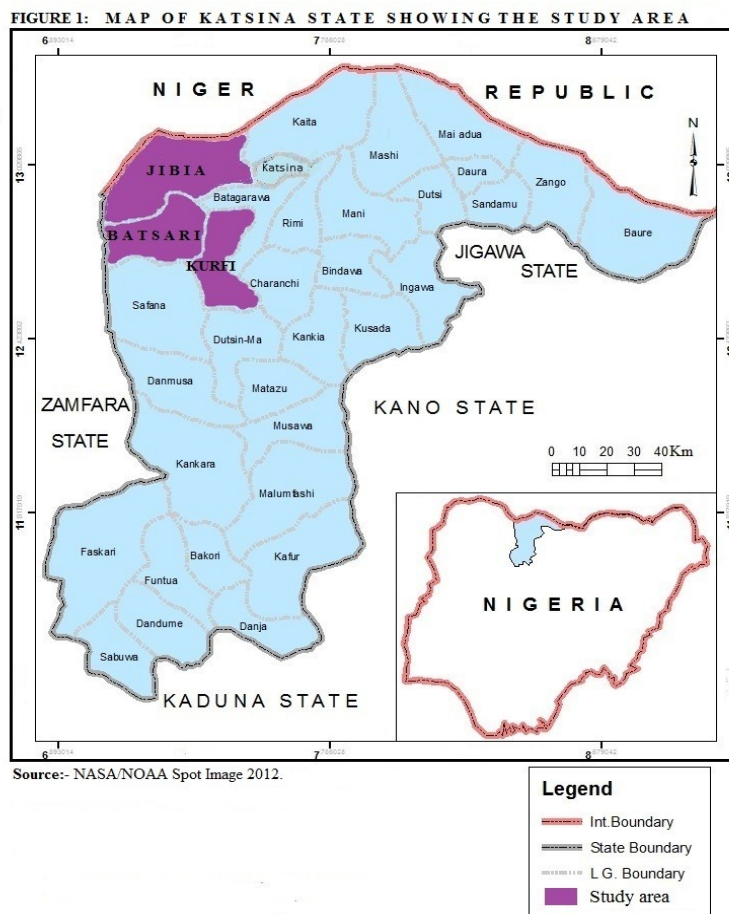 FIGURE 1: MAP OF KATSINA STATE SHOWING THE STUDY AREA
6 7 8
NIGER REPUBLIC
Kaita
Mai adua
N
13
Katsina
Mashi
JIBIA
Daura
Zango
Batagarawa
Dutsi
Sandamu
Rimi
Mani
BATSARI
Baure
KURFI
JIGAWA
STATE
Charanchi
Bindawa
Ingawa
Safana
12
Dutsin-Ma
Kankia
Kusada
Danmusa
Matazu
ZAMFARA
STATE
KANO STATE
Musawa
Kankara
0 10 20 30 40 Km
Malumfashi
11
Faskari
Bakori
Kafur
Funtua
NIGERIA
Dandume
Danja
Sabuwa
KADUNA STATE
6 7 8
Source:- NASA/NOAA Spot Image 2012.
Legend
Int.Boundary
State Boundary
L G. Boundary
Study area